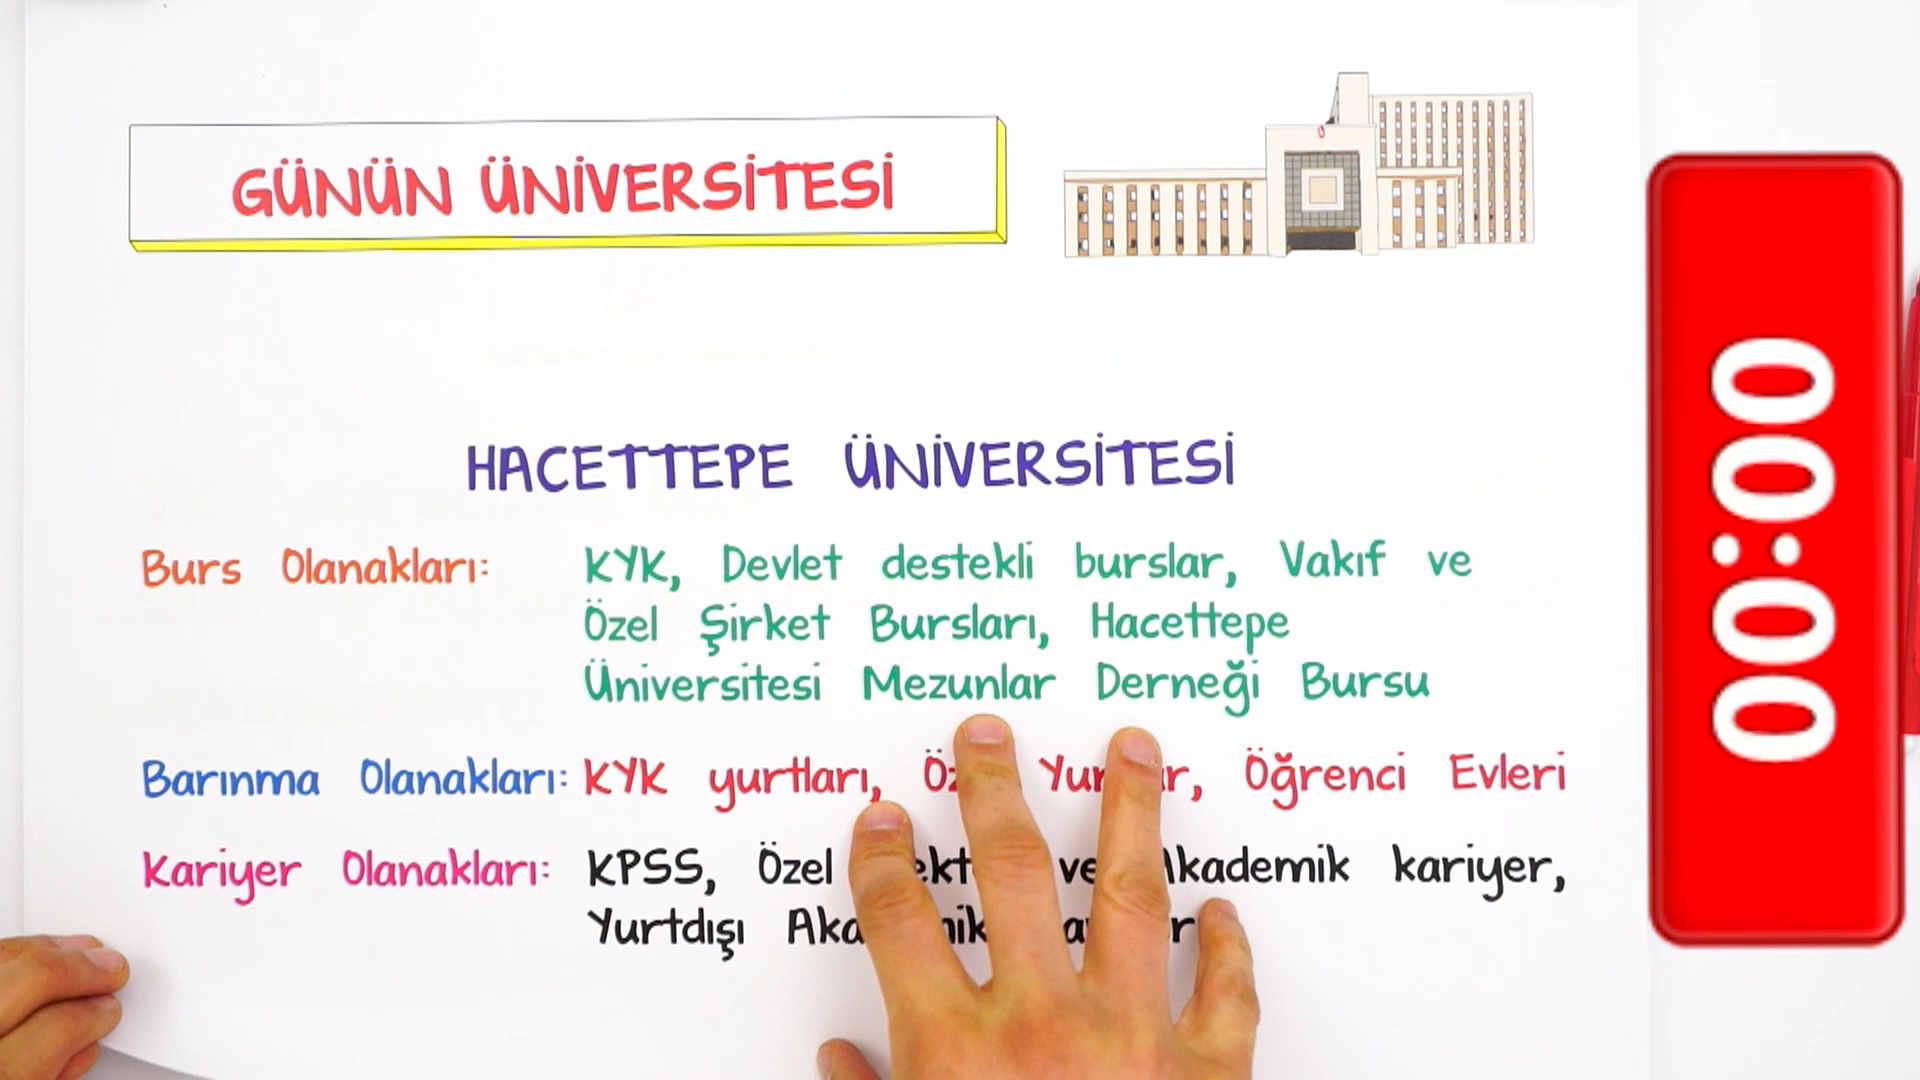 GÜNÜN ÜNİVERSİTESİ
HACETTEPE ÜNİVERSİTESİ
Burs Olanakları: KYK, Devlet destekli burslar, Vakıf ve
Özel Şirket Bursları, Hacettepe
Üniversitesi Mezunlar Derneği Bursu
Barınma Olanakları: KYK yurtları, Öğrenci Evleri
Kariyer Olanakları: KPSS, Özel ve Akademik kariyer,
Yurtdışı
00:00